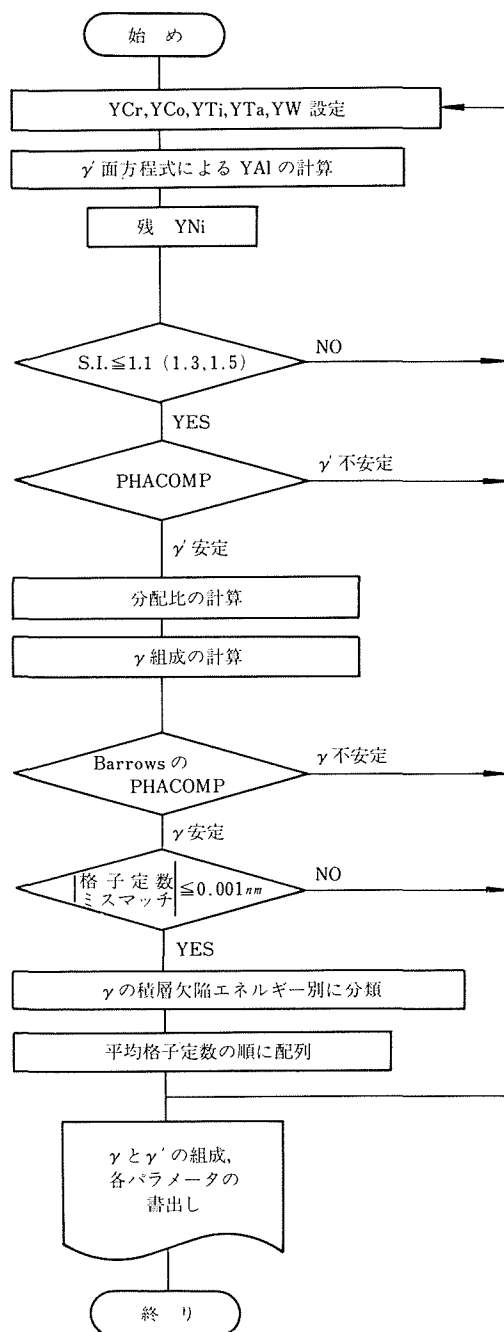 始 め
YCr,YCo,YTi,YTa,YW 設定
γ′ 面方程式による YAl の計算
残 YNi
S.I.≦1.1 (1.3,1.5)
NO
YES
PHACOMP
γ′ 不安定
γ′ 安定
分配比の計算
γ 組成の計算
Barrows の
PHACOMP
γ 不安定
γ 安定
|格 子 定 数
ミスマッチ| ≦0.001nm
NO
YES
γの積層欠陥エネルギー別に分類
平均格子定数の順に配列
γ と γ′ の組成,
各パラメータの
書出し
終 り